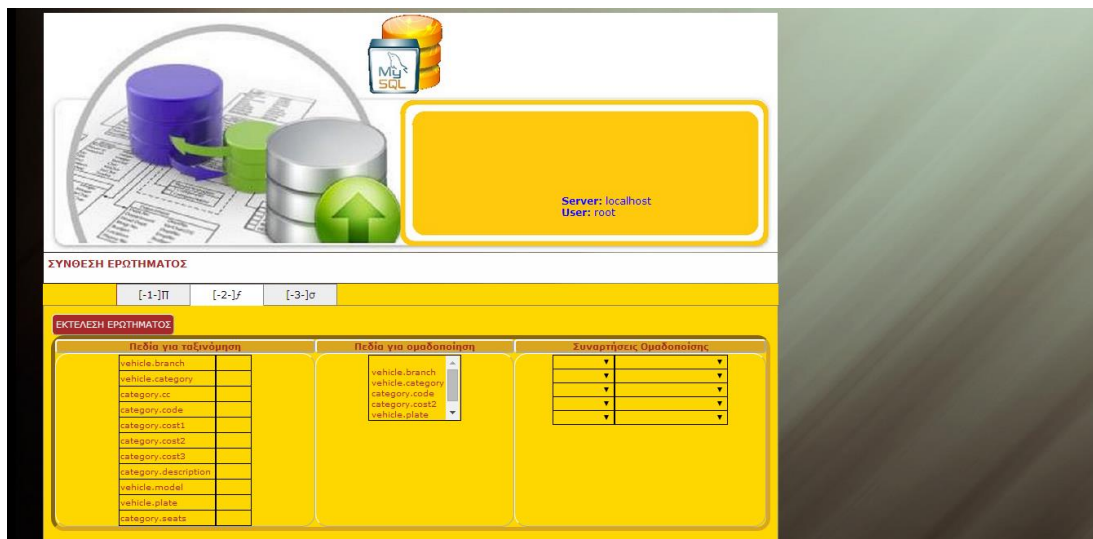 My
SQL
Server: localhost
User: root
ΣΥΝΘΕΣΗ ΕΡΩΤΗΜΑΤΟΣ
[-1-]Π [-2-]ƒ [-3-]σ
ΕΚΤΕΛΕΣΗ ΕΡΩΤΗΜΑΤΟΣ
Πεδία για ταξινόμηση Πεδία για ομαδοποίηση Συναρτήσεις Ομαδοποίσης
vehicle.branch
vehicle.category
category.cc
category.code
category.cost1
category.cost2
category.cost3
category.description
vehicle.model
vehicle.plate
category.seats
vehicle.branch
vehicle.category
category.code
category.cost2
vehicle.plate